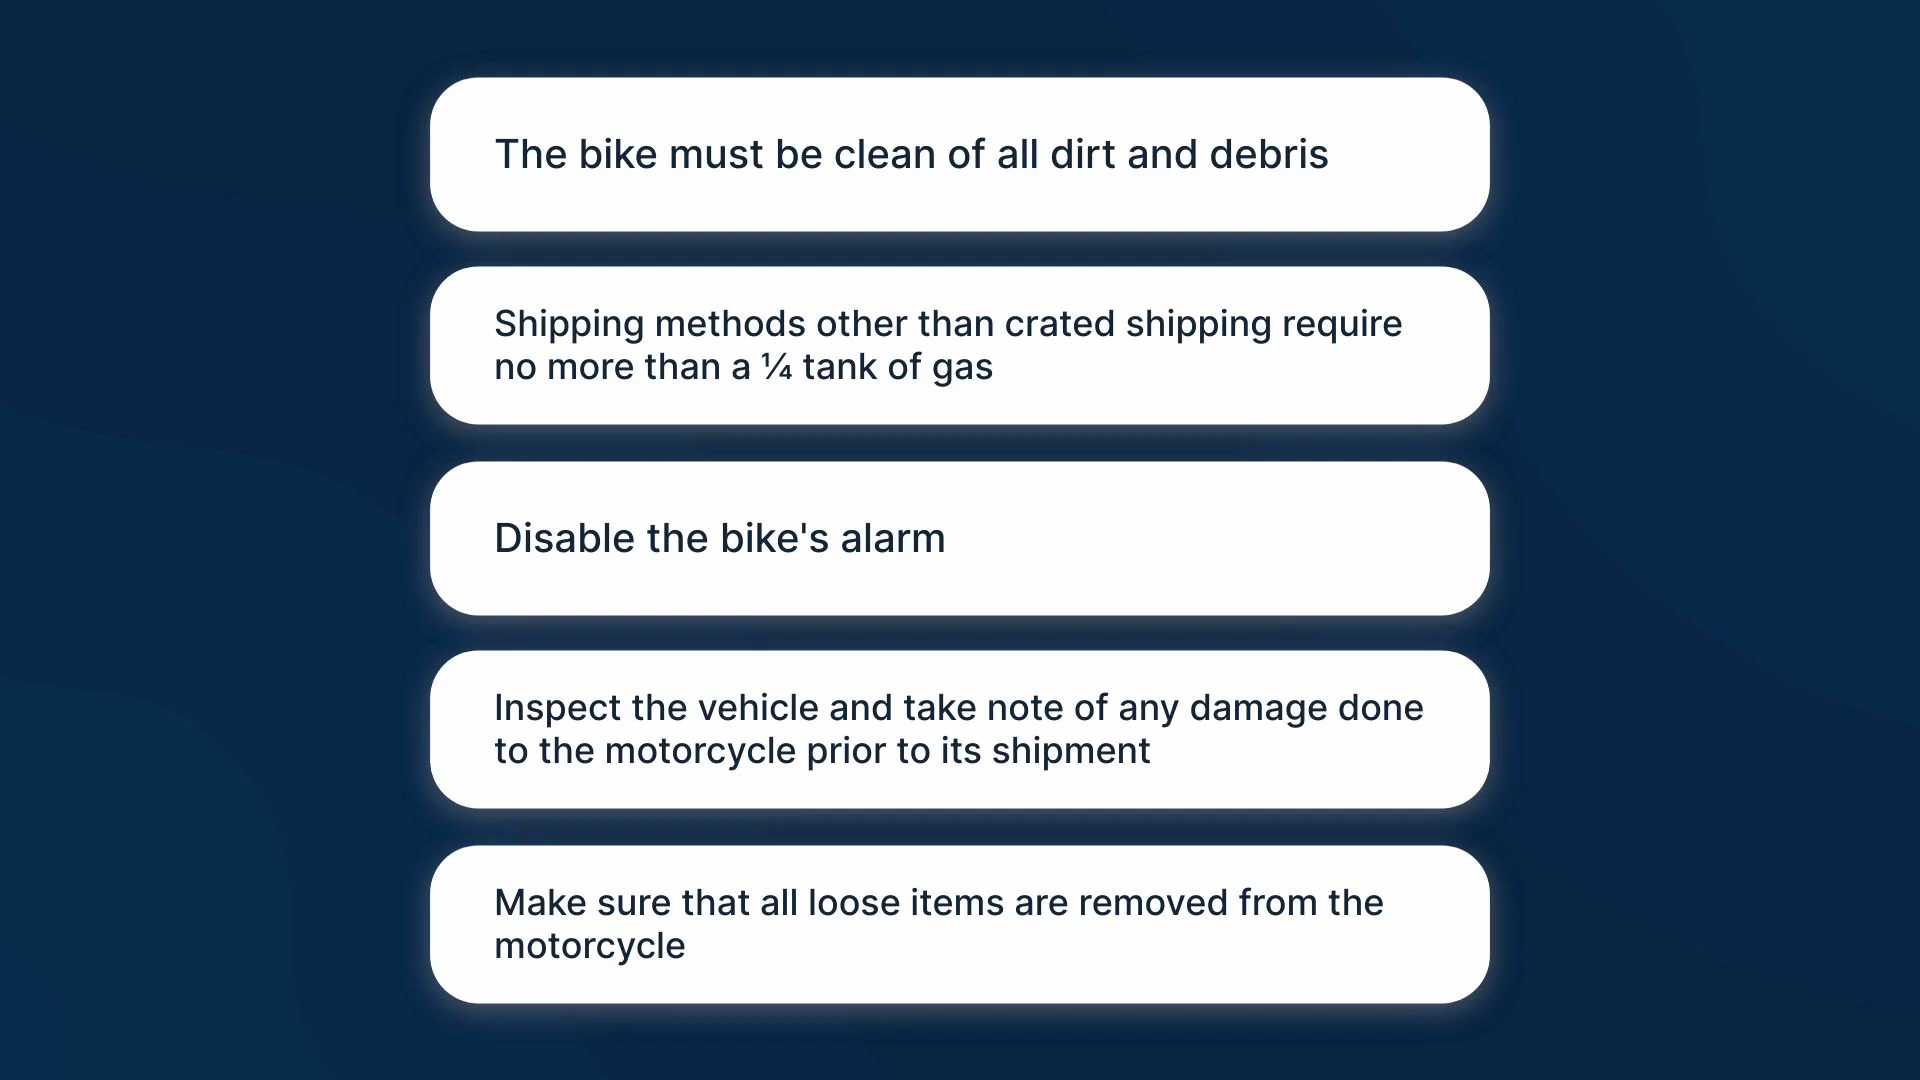 The bike must be clean of all dirt and debris
Shipping methods other than crated shipping require
no more than a ¼ tank of gas
Disable the bike's alarm
Inspect the vehicle and take note of any damage done
to the motorcycle prior to its shipment
Make sure that all loose items are removed from the
motorcycle